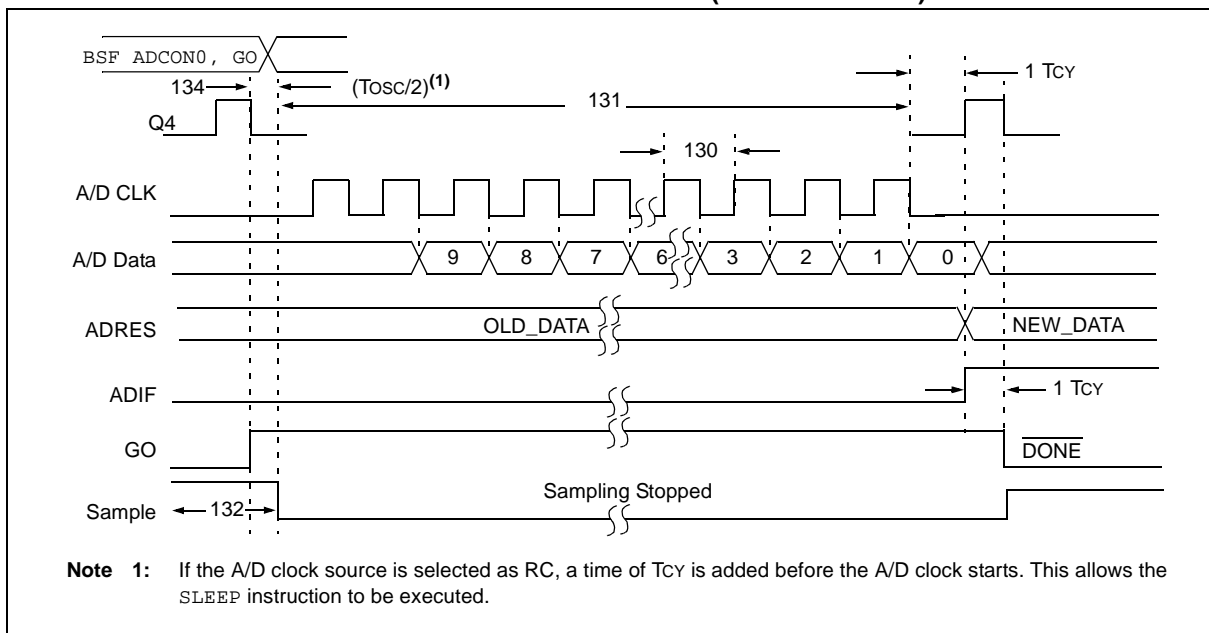 BSF ADCON0, GO
134
(TOSC/2)(1)
131
1 TCY
Q4
130
A/D CLK
A/D Data
9 8 7 6 3 2 1 0
ADRES
OLD_DATA
NEW_DATA
ADIF
1 TCY
GO
DONE
Sampling Stopped
Sample
132
Note 1: If the A/D clock source is selected as RC, a time of TCY is added before the A/D clock starts. This allows the
SLEEP instruction to be executed.